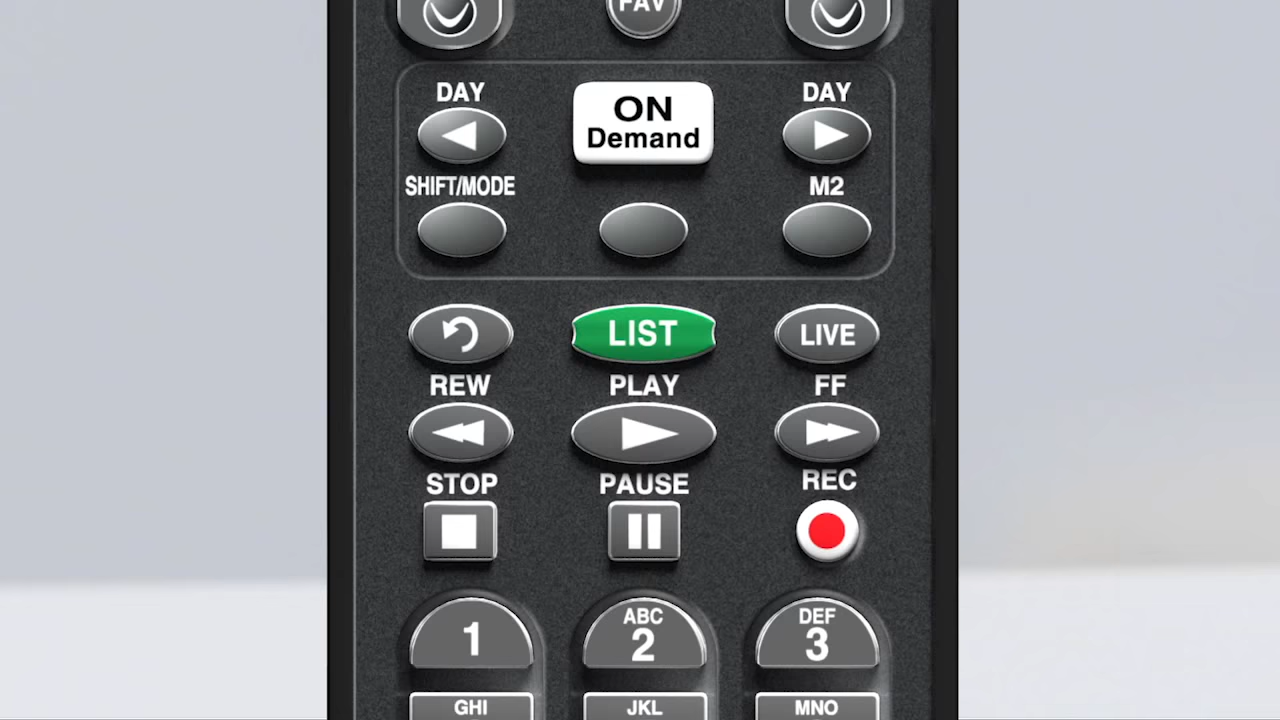 FAV
DAY
ON
Demand
DAY
SHIFT/MODE
M2
LIST
LIVE
REW
PLAY
FF
STOP
PAUSE
REC
1
ABC
2
DEF
3
GHI
JKL
MNO